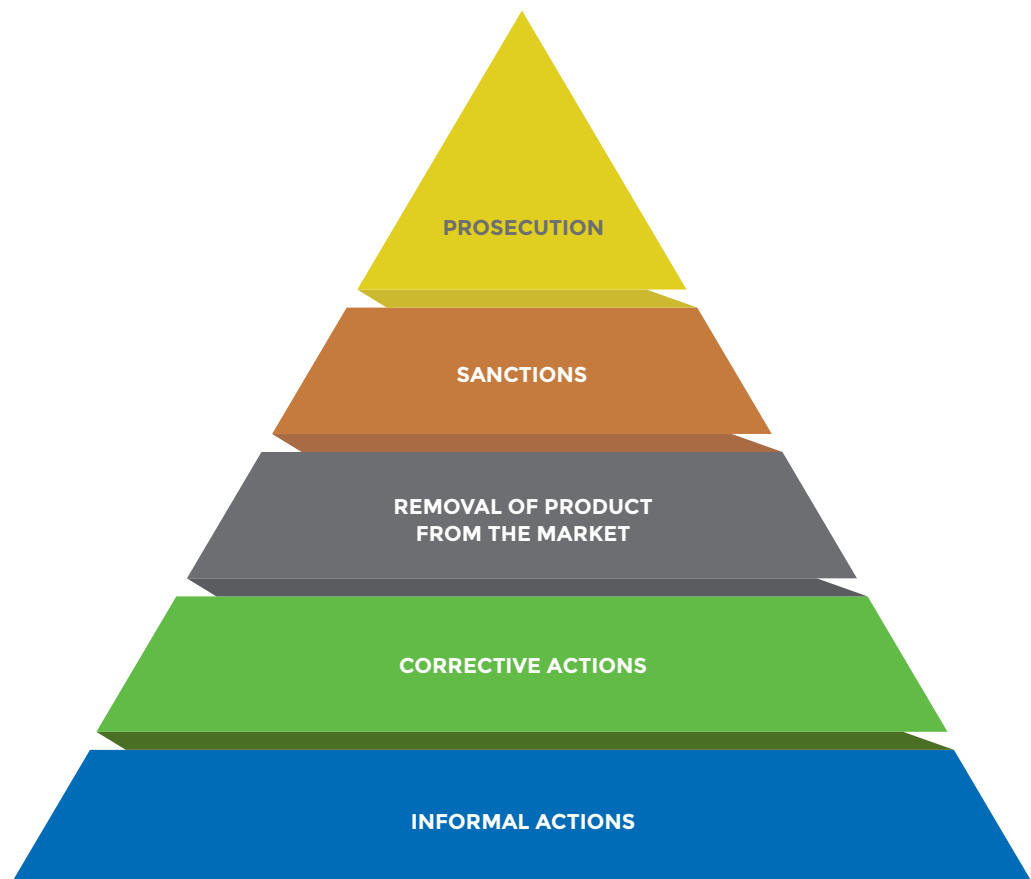 PROSECUTION
SANCTIONS
REMOVAL OF PRODUCT
FROM THE MARKET
CORRECTIVE ACTIONS
INFORMAL ACTIONS